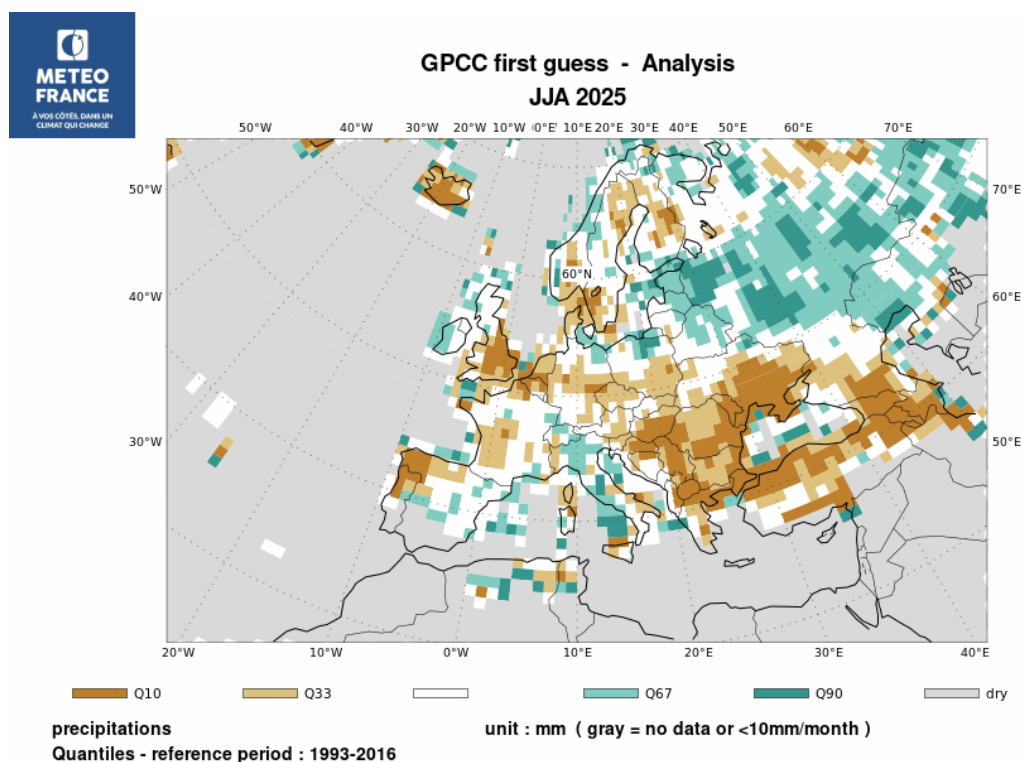 METEO
FRANCE
À VOS CÔTÉS, DANS UN
CLIMAT QUI CHANGE
GPCC first guess - Analysis
JJA 2025
50°W 40°W 30°W 20°W 10°W 0°E 10°E 20°E 30°E 40°E 50°E 60°E 70°E
50°W 70°E
60°N
40°W 60°E
30°W 50°E
20°W 10°W 0°W 10°E 20°E 30°E 40°E
Q10 Q33 Q67 Q90 dry
precipitations unit : mm ( gray = no data or <10mm/month )
Quantiles - reference period : 1993-2016